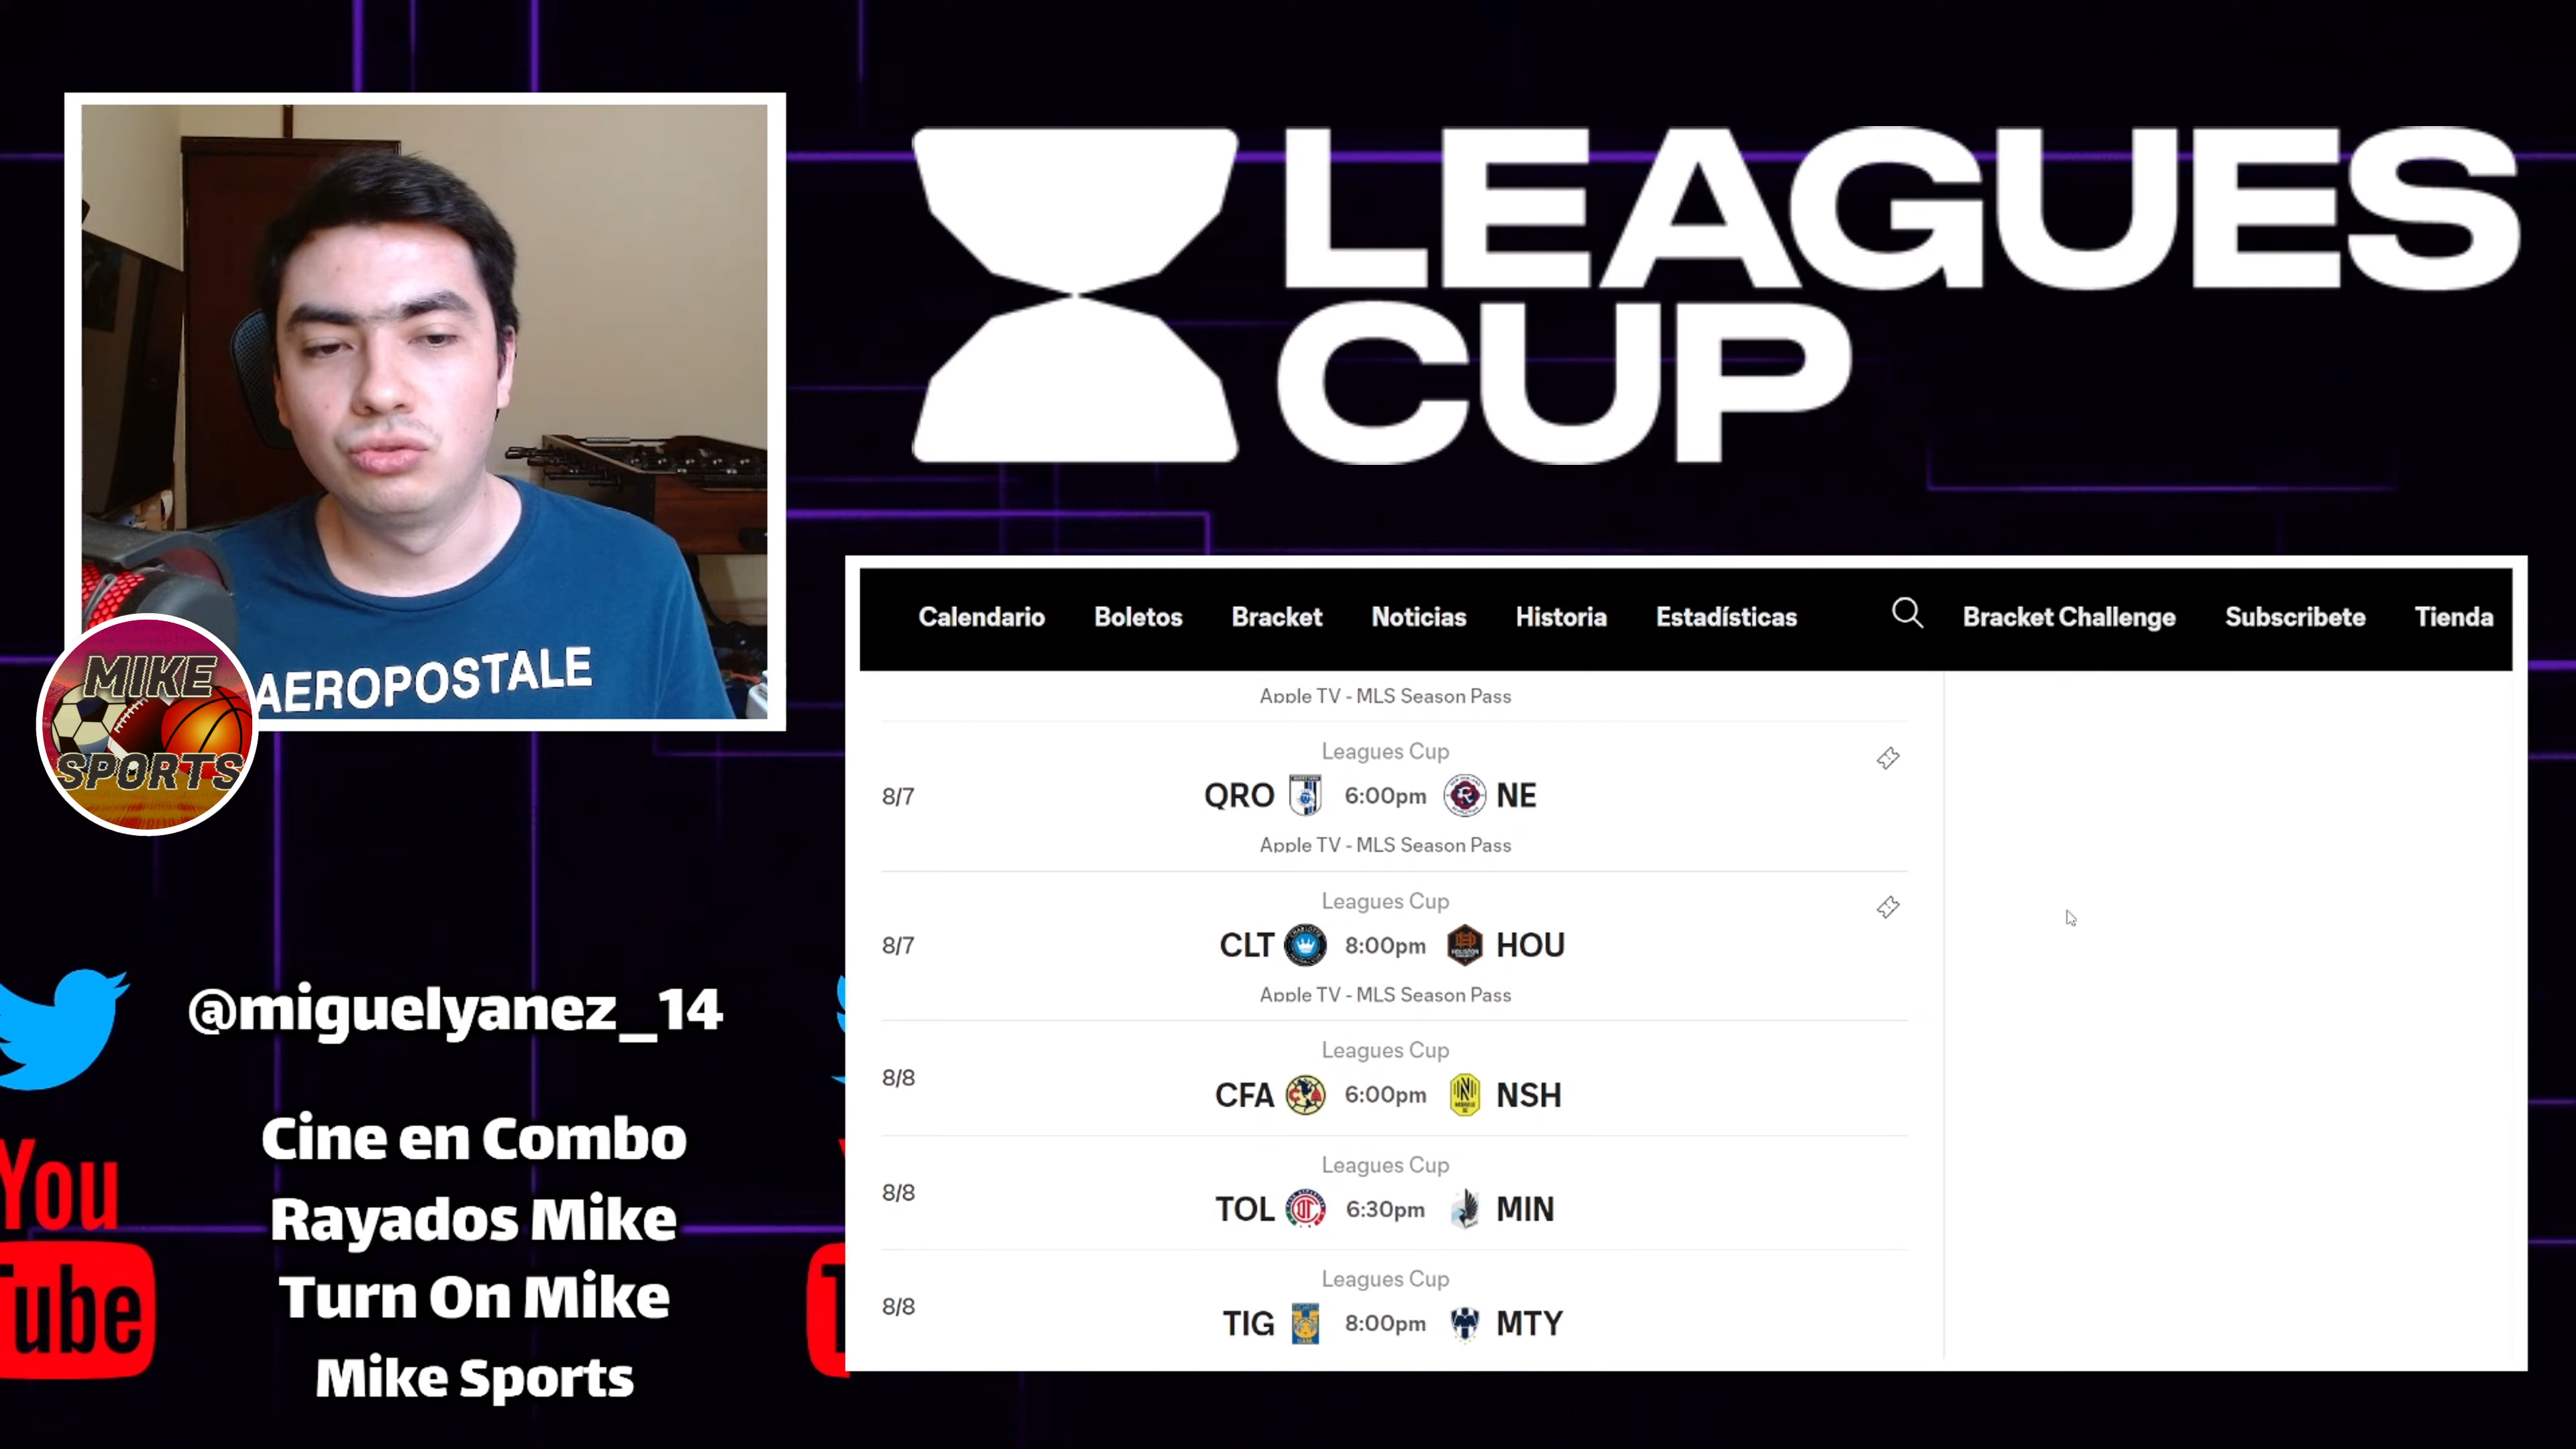 LEAGUES
CUP
AEROPOSTALE
MIKE
SPORTS
@miguelyanez_14
You
Tube
Cine en Combo
Rayados Mike
Turn On Mike
Mike Sports
Calendario Boletos Bracket Noticias Historia Estadísticas Bracket Challenge Subscribete Tienda
Apple TV - MLS Season Pass
Leagues Cup
8/7 QRO 6:00pm NE
Apple TV - MLS Season Pass
Leagues Cup
8/7 CLT 8:00pm HOU
Apple TV - MLS Season Pass
Leagues Cup
8/8 CFA 6:00pm NSH
Leagues Cup
8/8 TOL 6:30pm MIN
Leagues Cup
8/8 TIG 8:00pm MTY